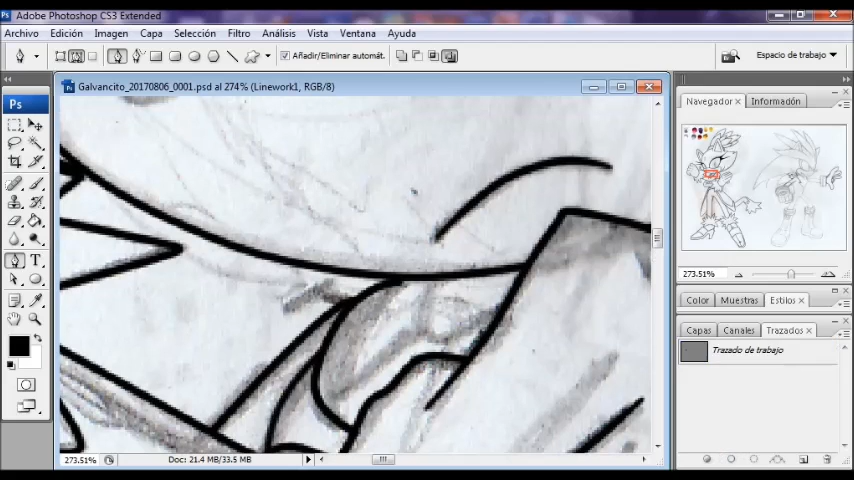 Adobe Photoshop CS3 Extended
Archivo Edición Imagen Capa Selección Filtro Análisis Vista Ventana Ayuda
Añadir/Eliminar automát. Espacio de trabajo
Galvancito_20170806_0001.psd al 274% (Linework1, RGB/8)
Ps
T
Navegador Información
273.51%
Color Muestras Estilos
Capas Canales Trazados
Trazado de trabajo
273.51% Doc: 21.4 MB/33.5 MB